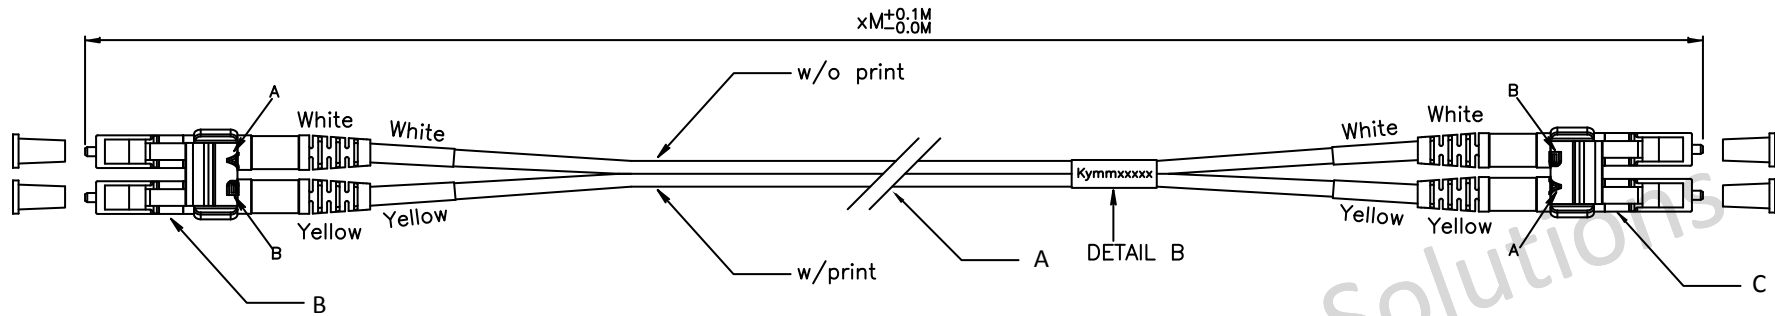 xM+0.1M
-0.0M
w/o print
A
B
White
White
White
White
Kymmxxxxx
Yellow
Yellow
Yellow
Yellow
B
A
w/print
A
DETAIL B
B
C
Solutions